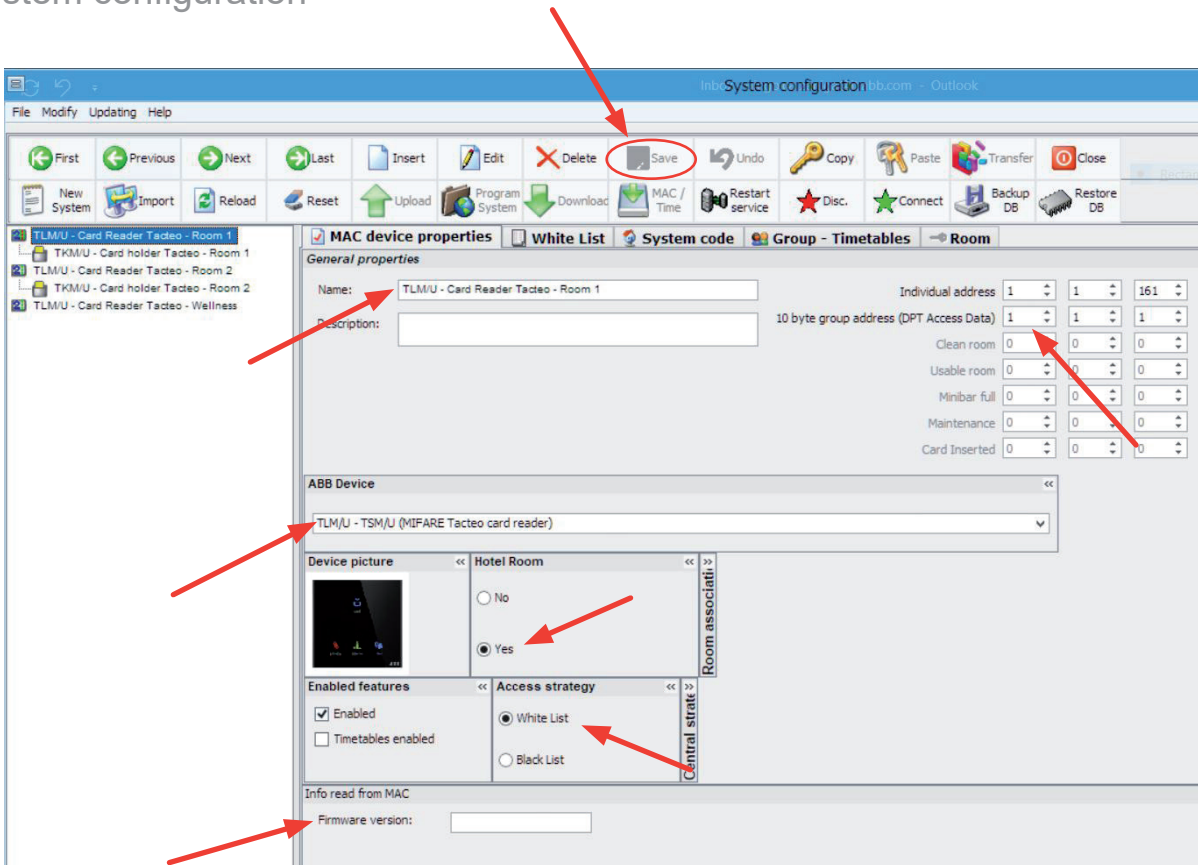 stem configuration
System configuration bb.com - Outlook
File Modify Updating Help
First Previous Next Last Insert Edit Delete Save Undo Copy Paste Transfer Close
New System Import Reload Reset Upload Program System Download MAC / Time Restart service Disc. Connect Backup DB Restore DB
TLM/U - Card Reader Tacteo - Room 1
TKM/U - Card holder Tacteo - Room 1
TLM/U - Card Reader Tacteo - Room 2
TKM/U - Card holder Tacteo - Room 2
TLM/U - Card Reader Tacteo - Wellness
MAC device properties White List System code Group - Timetables Room
General properties
Name: TLM/U - Card Reader Tacteo - Room 1 Individual address 1 1 161
Description: 10 byte group address (DPT Access Data) 1 1 1
Clean room 0 0 0
Usable room 0 0 0
Minibar full 0 0 0
Maintenance 0 0 0
Card Inserted 0 0 0
ABB Device
TLM/U - TSM/U (MIFARE Tacteo card reader)
Device picture Hotel Room
No
Yes
Room associati
Enabled features Access strategy
Enabled White List
Timetables enabled
Black List
Central strate
Info read from MAC
Firmware version: